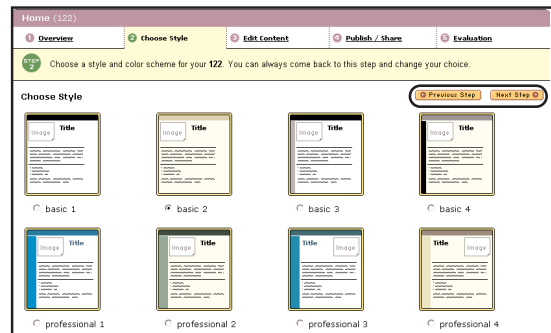 Home (122)
1 Overview 2 Choose Style 3 Edit Content 4 Publish / Share 5 Evaluation
STEP 2 Choose a style and color scheme for your 122. You can always come back to this step and change your choice.
Choose Style Previous Step Next Step
Image Title Image Title Image Title Image Title
basic 1 basic 2 basic 3 basic 4
Image Title Image Title Title Image Title Image
professional 1 professional 2 professional 3 professional 4